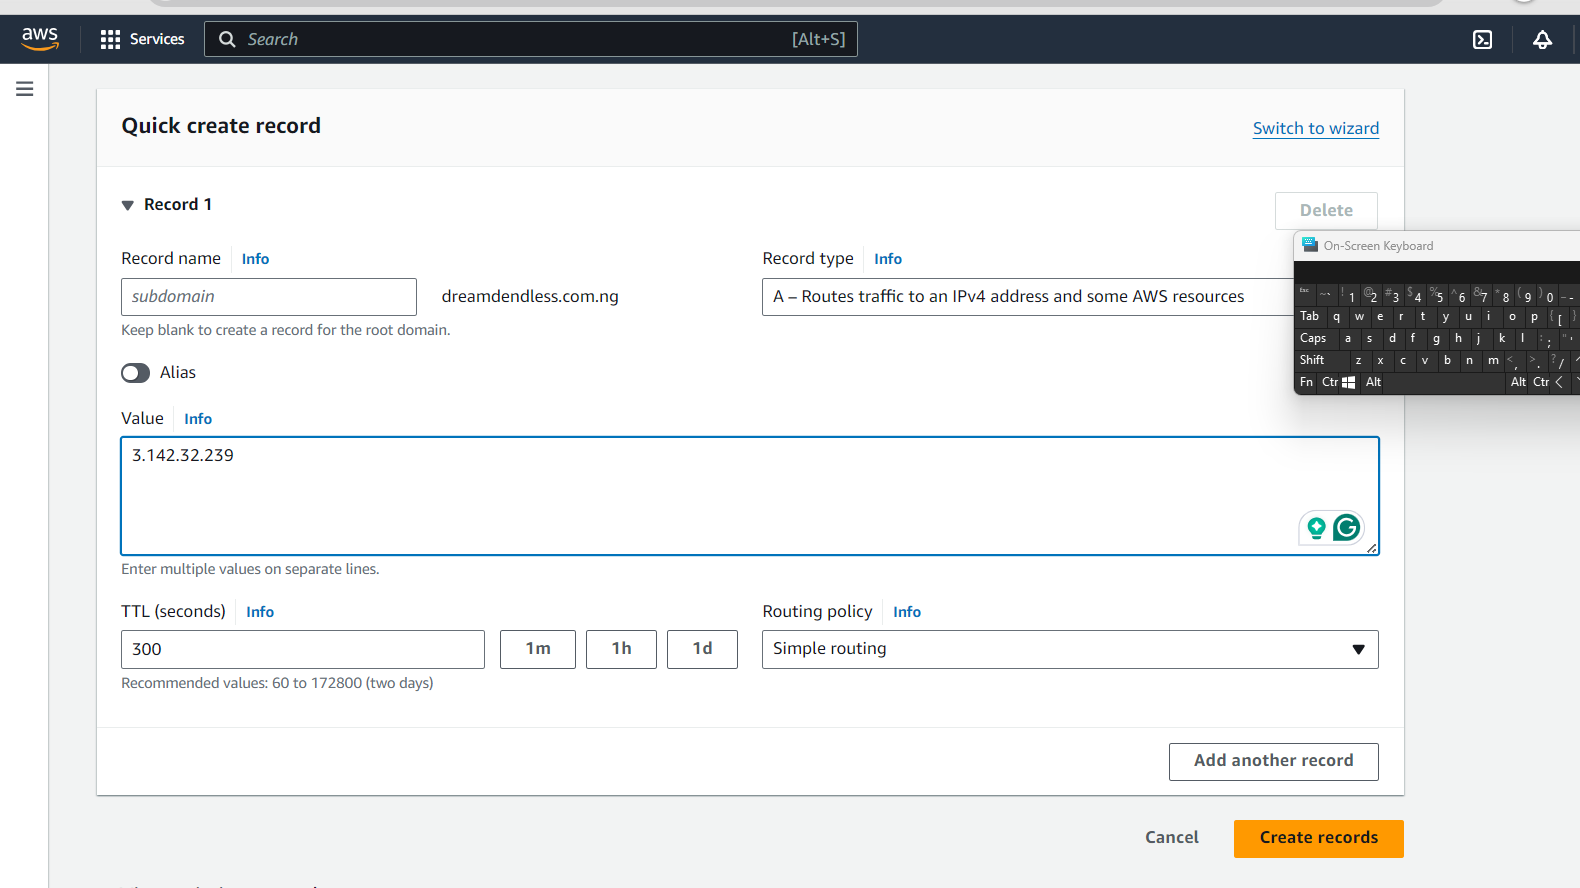 aws Services Search [Alt+S]
Quick create record
Switch to wizard
Record 1
Delete
On-Screen Keyboard
Record name Info
Record type Info
subdomain dreamdendless.com.ng
A – Routes traffic to an IPv4 address and some AWS resources
Keep blank to create a record for the root domain.
Esc ~ ` ! 1 @ 2 # 3 $ 4 % 5 ^ 6 & 7 * 8 ( 9 ) 0 _ -
Tab q w e r t y u i o p { [ }
Caps a s d f g h j k l : ; " '
Shift z x c v b n m < , > . ? / ^
Fn Ctr Alt Alt Ctr <
Alias
Value Info
3.142.32.239
Enter multiple values on separate lines.
TTL (seconds) Info
Routing policy Info
300 1m 1h 1d
Simple routing
Recommended values: 60 to 172800 (two days)
Add another record
Cancel Create records